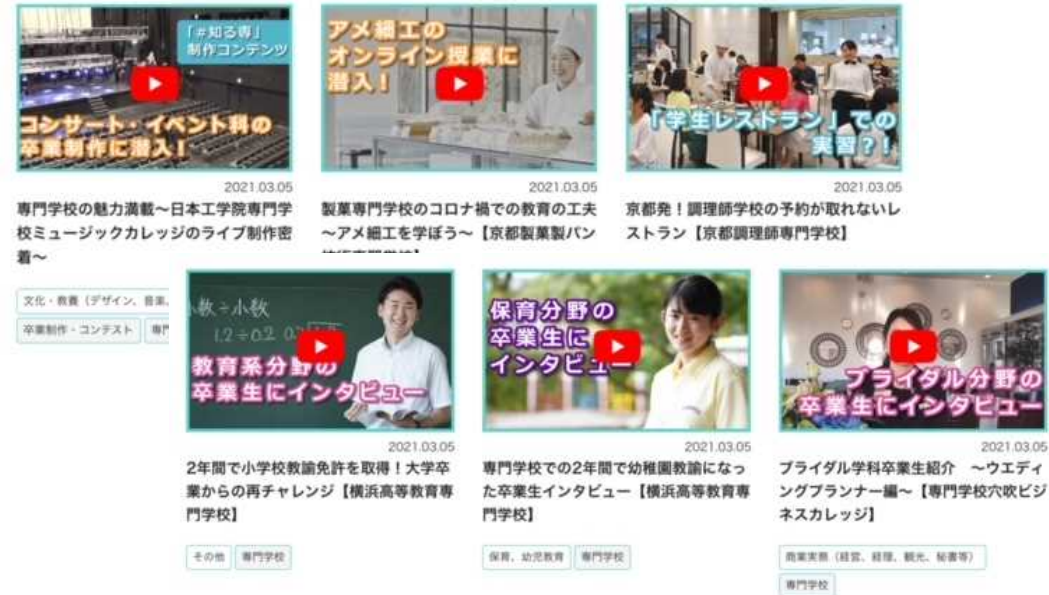 「#知る専」
制作コンテンツ
コンサート・イベント科の
卒業制作に潜入！
2021.03.05
専門学校の魅力満載～日本工学院専門学
校ミュージックカレッジのライブ制作密
着～
文化・教養（デザイン、音楽、
卒業制作・コンテスト
専門
アメ細工の
オンライン授業に
潜入！
2021.03.05
製菓専門学校のコロナ禍での教育の工夫
～アメ細工を学ぼう～【京都製菓製パン
「学生レストラン」での
実習？！
2021.03.05
京都発！調理師学校の予約が取れないレ
ストラン【京都調理師専門学校】
小数÷小数
1.2÷0.2
教育系分野の
卒業生にインタビュー
2021.03.05
2年間で小学校教諭免許を取得！大学卒
業からの再チャレンジ【横浜高等教育専
門学校】
その他
専門学校
保育分野の
卒業生に
インタビュー
2021.03.05
専門学校での2年間で幼稚園教諭になっ
た卒業生インタビュー【横浜高等教育専
門学校】
保育、幼児教育
専門学校
ブライダル分野の
卒業生にインタビュー
2021.03.05
ブライダル学科卒業生紹介　～ウエディ
ングプランナー編～【専門学校穴吹ビジ
ネスカレッジ】
商業実務（経営、経理、観光、秘書等）
専門学校